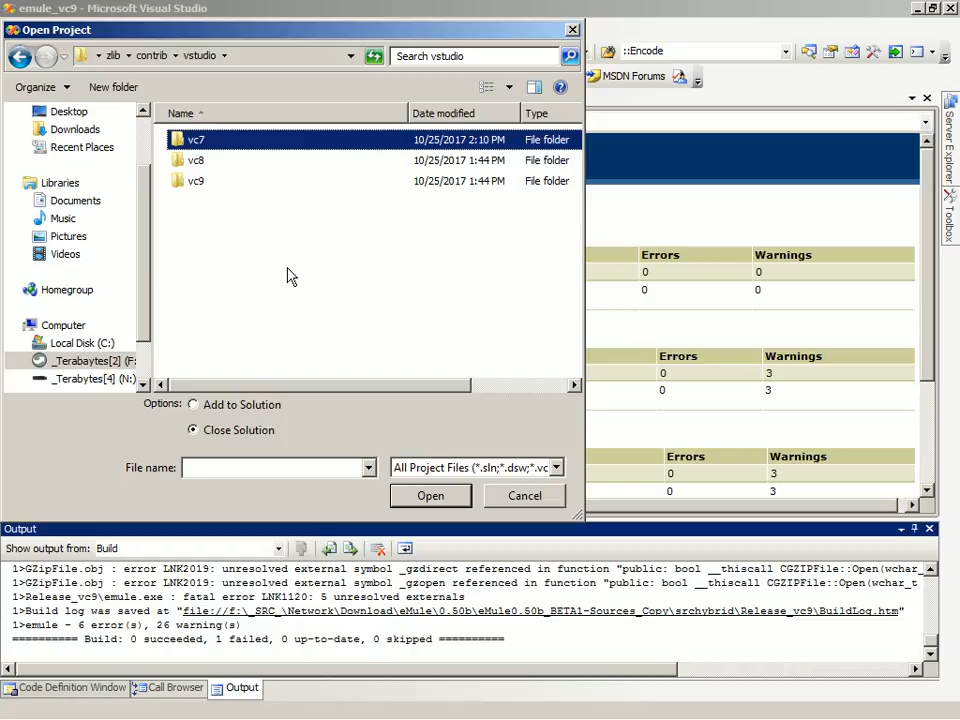 emule_vc9 - Microsoft Visual Studio
Open Project
zlib ▸ contrib ▸ vstudio ▸
Search vstudio
::Encode
Organize
New folder
MSDN Forums
Name
Date modified
Type
Desktop
Downloads
Recent Places
Libraries
Documents
Music
Pictures
Videos
Homegroup
Computer
Local Disk (C:)
_Terabytes[2] (F:
_Terabytes[4] (N:)
vc7 10/25/2017 2:10 PM File folder
vc8 10/25/2017 1:44 PM File folder
vc9 10/25/2017 1:44 PM File folder
Server Explorer
Toolbox
Errors Warnings
0 0
0 0
Errors Warnings
0 3
0 3
Errors Warnings
0 3
0 3
Options:
Add to Solution
Close Solution
File name:
All Project Files (*.sln;*.dsw;*.vc
Open
Cancel
Output
Show output from: Build
1>GZipFile.obj : error LNK2019: unresolved external symbol _gzdirect referenced in function "public: bool __thiscall CGZIPFile::Open(wchar_
1>GZipFile.obj : error LNK2019: unresolved external symbol _gzopen referenced in function "public: bool __thiscall CGZIPFile::Open(wchar_t
1>Release_vc9\emule.exe : fatal error LNK1120: 5 unresolved externals
1>Build log was saved at "file://f:\_SRC_\Network\Download\eMule\0.50b\eMule0.50b_BETA1-Sources_Copy\srchybrid\Release_vc9\BuildLog.htm"
1>emule - 6 error(s), 26 warning(s)
========== Build: 0 succeeded, 1 failed, 0 up-to-date, 0 skipped ==========
Code Definition Window
Call Browser
Output